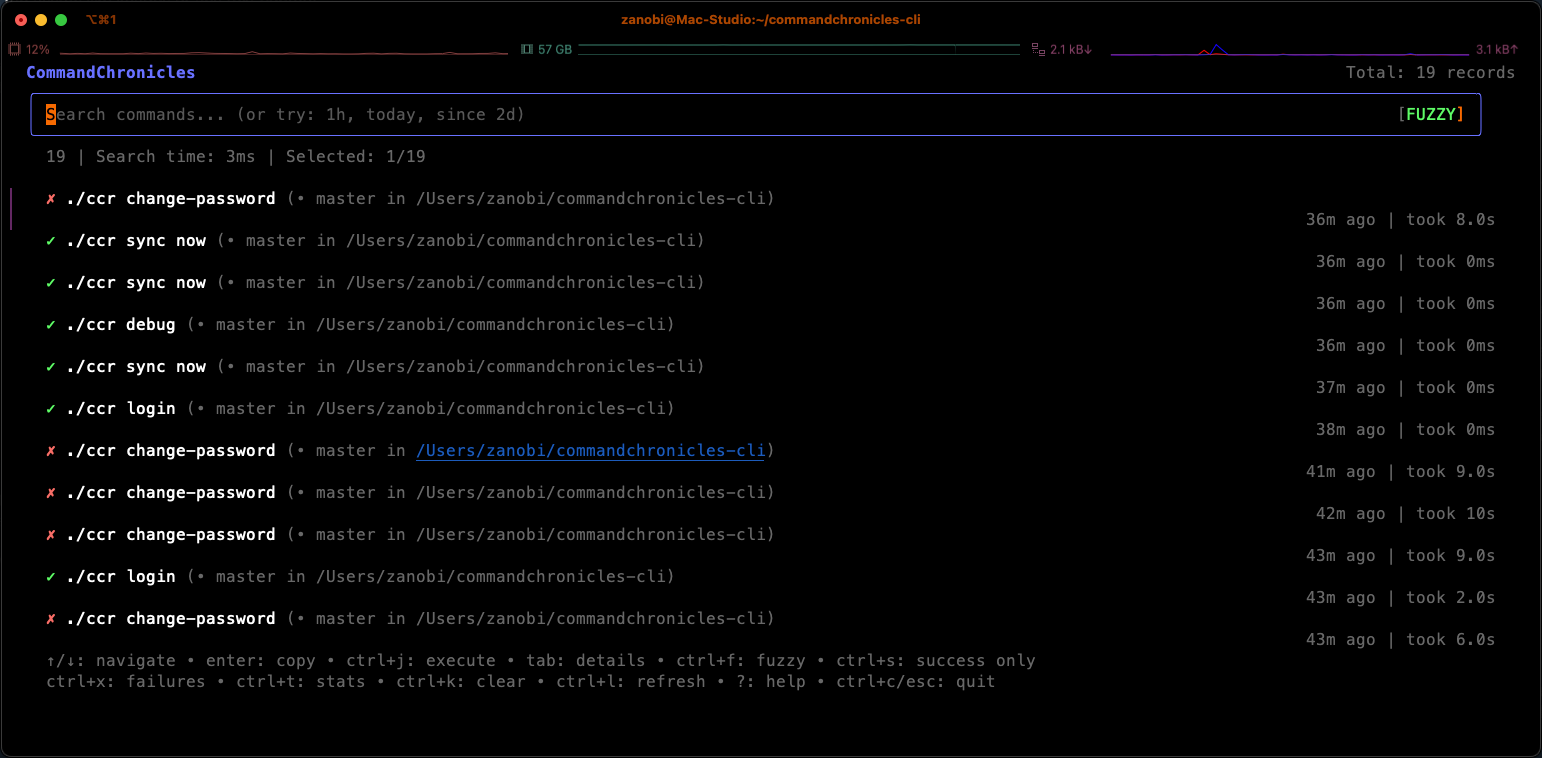 ⌥⌘1 zanobi@Mac-Studio:~/commandchronicles-cli
12% 57 GB 2.1 kB↓ 3.1 kB↑
CommandChronicles Total: 19 records
Search commands... (or try: 1h, today, since 2d) [FUZZY]
19 | Search time: 3ms | Selected: 1/19
✗ ./ccr change-password (• master in /Users/zanobi/commandchronicles-cli)
36m ago | took 8.0s
✓ ./ccr sync now (• master in /Users/zanobi/commandchronicles-cli)
36m ago | took 0ms
✓ ./ccr sync now (• master in /Users/zanobi/commandchronicles-cli)
36m ago | took 0ms
✓ ./ccr debug (• master in /Users/zanobi/commandchronicles-cli)
36m ago | took 0ms
✓ ./ccr sync now (• master in /Users/zanobi/commandchronicles-cli)
37m ago | took 0ms
✓ ./ccr login (• master in /Users/zanobi/commandchronicles-cli)
38m ago | took 0ms
✗ ./ccr change-password (• master in /Users/zanobi/commandchronicles-cli)
41m ago | took 9.0s
✗ ./ccr change-password (• master in /Users/zanobi/commandchronicles-cli)
42m ago | took 10s
✗ ./ccr change-password (• master in /Users/zanobi/commandchronicles-cli)
43m ago | took 9.0s
✓ ./ccr login (• master in /Users/zanobi/commandchronicles-cli)
43m ago | took 2.0s
✗ ./ccr change-password (• master in /Users/zanobi/commandchronicles-cli)
43m ago | took 6.0s
↑/↓: navigate • enter: copy • ctrl+j: execute • tab: details • ctrl+f: fuzzy • ctrl+s: success only
ctrl+x: failures • ctrl+t: stats • ctrl+k: clear • ctrl+l: refresh • ?: help • ctrl+c/esc: quit